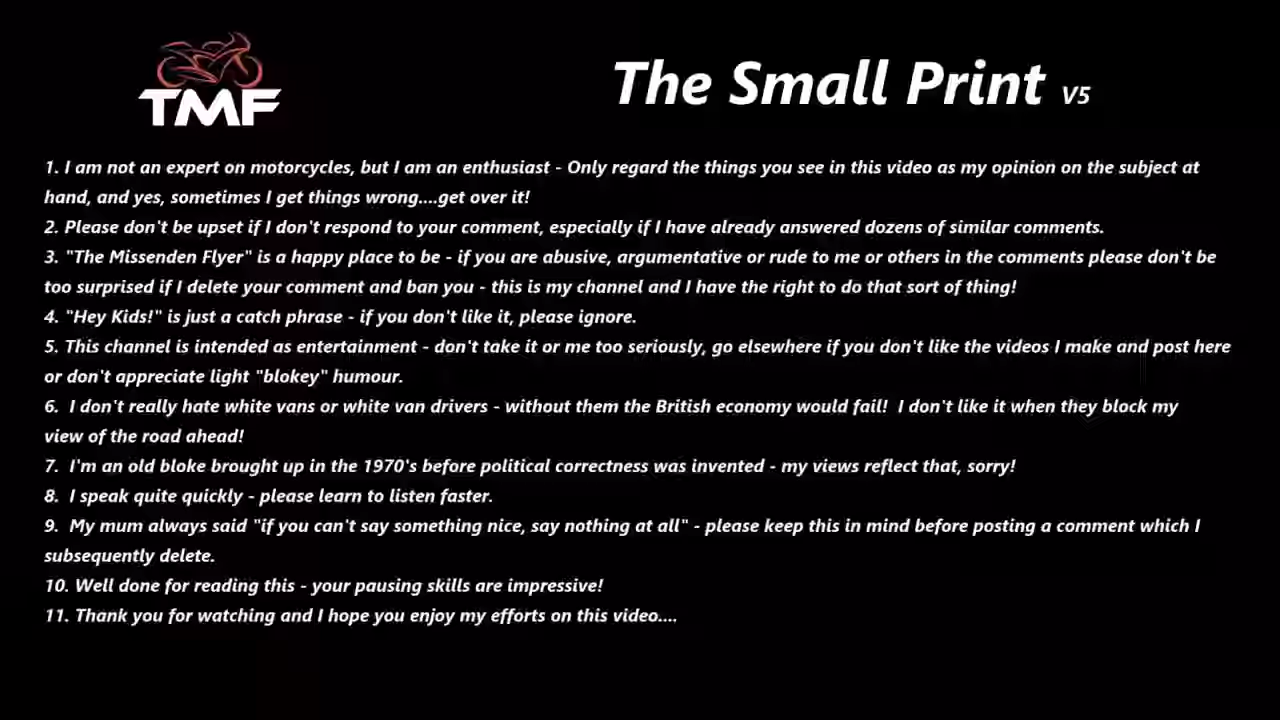 TMF
The Small Print V5
1. I am not an expert on motorcycles, but I am an enthusiast - Only regard the things you see in this video as my opinion on the subject at
hand, and yes, sometimes I get things wrong....get over it!
2. Please don't be upset if I don't respond to your comment, especially if I have already answered dozens of similar comments.
3. "The Missenden Flyer" is a happy place to be - if you are abusive, argumentative or rude to me or others in the comments please don't be
too surprised if I delete your comment and ban you - this is my channel and I have the right to do that sort of thing!
4. "Hey Kids!" is just a catch phrase - if you don't like it, please ignore.
5. This channel is intended as entertainment - don't take it or me too seriously, go elsewhere if you don't like the videos I make and post here
or don't appreciate light "blokey" humour.
6.  I don't really hate white vans or white van drivers - without them the British economy would fail!  I don't like it when they block my
view of the road ahead!
7.  I'm an old bloke brought up in the 1970's before political correctness was invented - my views reflect that, sorry!
8.  I speak quite quickly - please learn to listen faster.
9.  My mum always said "if you can't say something nice, say nothing at all" - please keep this in mind before posting a comment which I
subsequently delete.
10. Well done for reading this - your pausing skills are impressive!
11. Thank you for watching and I hope you enjoy my efforts on this video....